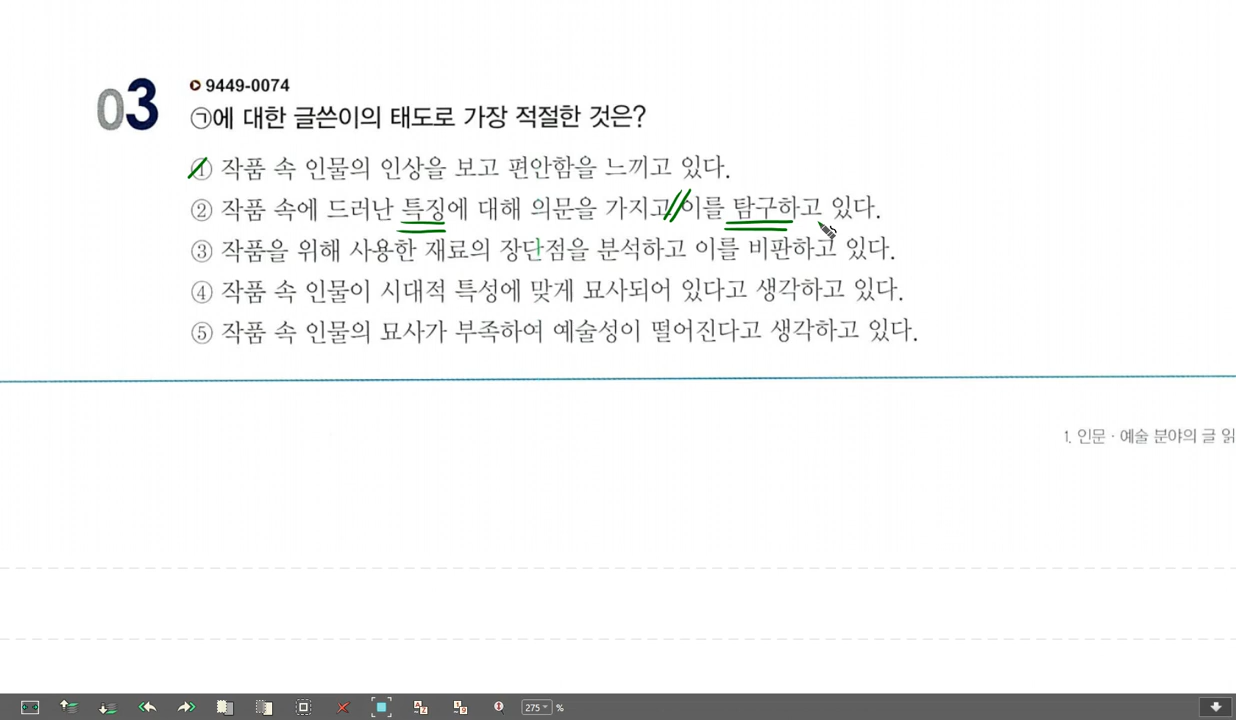 03
9449-0074
㉠에 대한 글쓴이의 태도로 가장 적절한 것은?
① 작품 속 인물의 인상을 보고 편안함을 느끼고 있다.
② 작품 속에 드러난 특징에 대해 의문을 가지고 이를 탐구하고 있다.
③ 작품을 위해 사용한 재료의 장단점을 분석하고 이를 비판하고 있다.
④ 작품 속 인물이 시대적 특성에 맞게 묘사되어 있다고 생각하고 있다.
⑤ 작품 속 인물의 묘사가 부족하여 예술성이 떨어진다고 생각하고 있다.
1. 인문·예술 분야의 글 읽
275 %